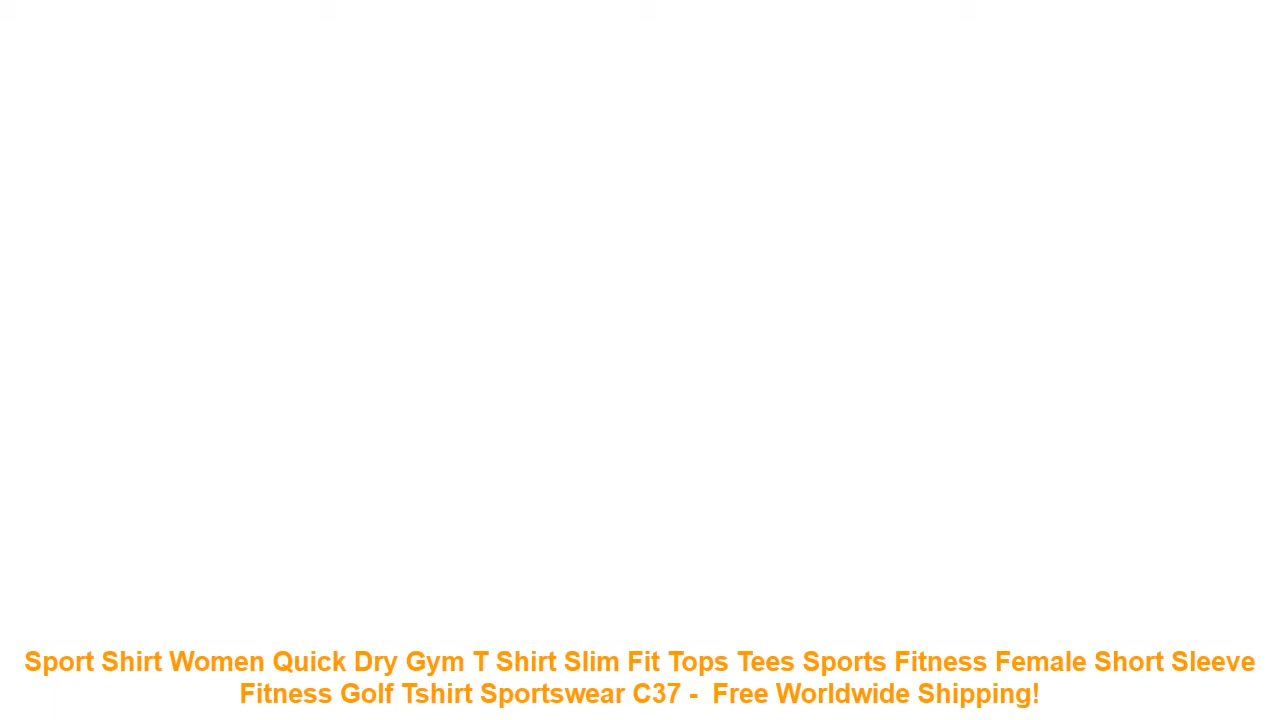 Sport Shirt Women Quick Dry Gym T Shirt Slim Fit Tops Tees Sports Fitness Female Short Sleeve
Fitness Golf Tshirt Sportswear C37 -  Free Worldwide Shipping!